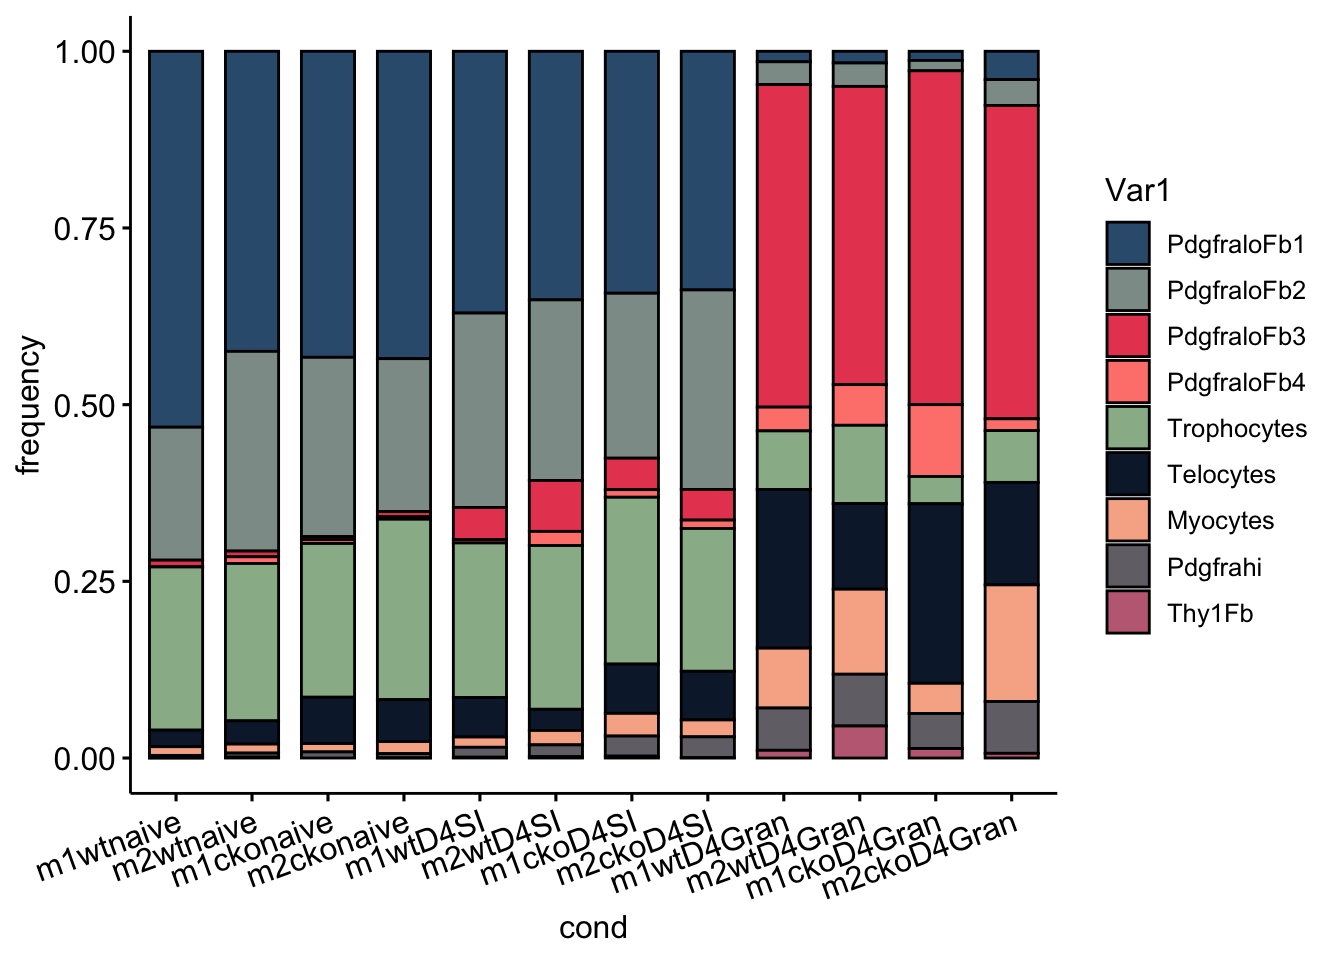 1.00
0.75
0.50
0.25
0.00
frequency
m1wtnaive
m2wtnaive
m1ckonaive
m2ckonaive
m1wtD4SI
m2wtD4SI
m1ckoD4SI
m2ckoD4SI
m1wtD4Gran
m2wtD4Gran
m1ckoD4Gran
m2ckoD4Gran
cond
Var1
PdgfraloFb1
PdgfraloFb2
PdgfraloFb3
PdgfraloFb4
Trophocytes
Telocytes
Myocytes
Pdgfrahi
Thy1Fb